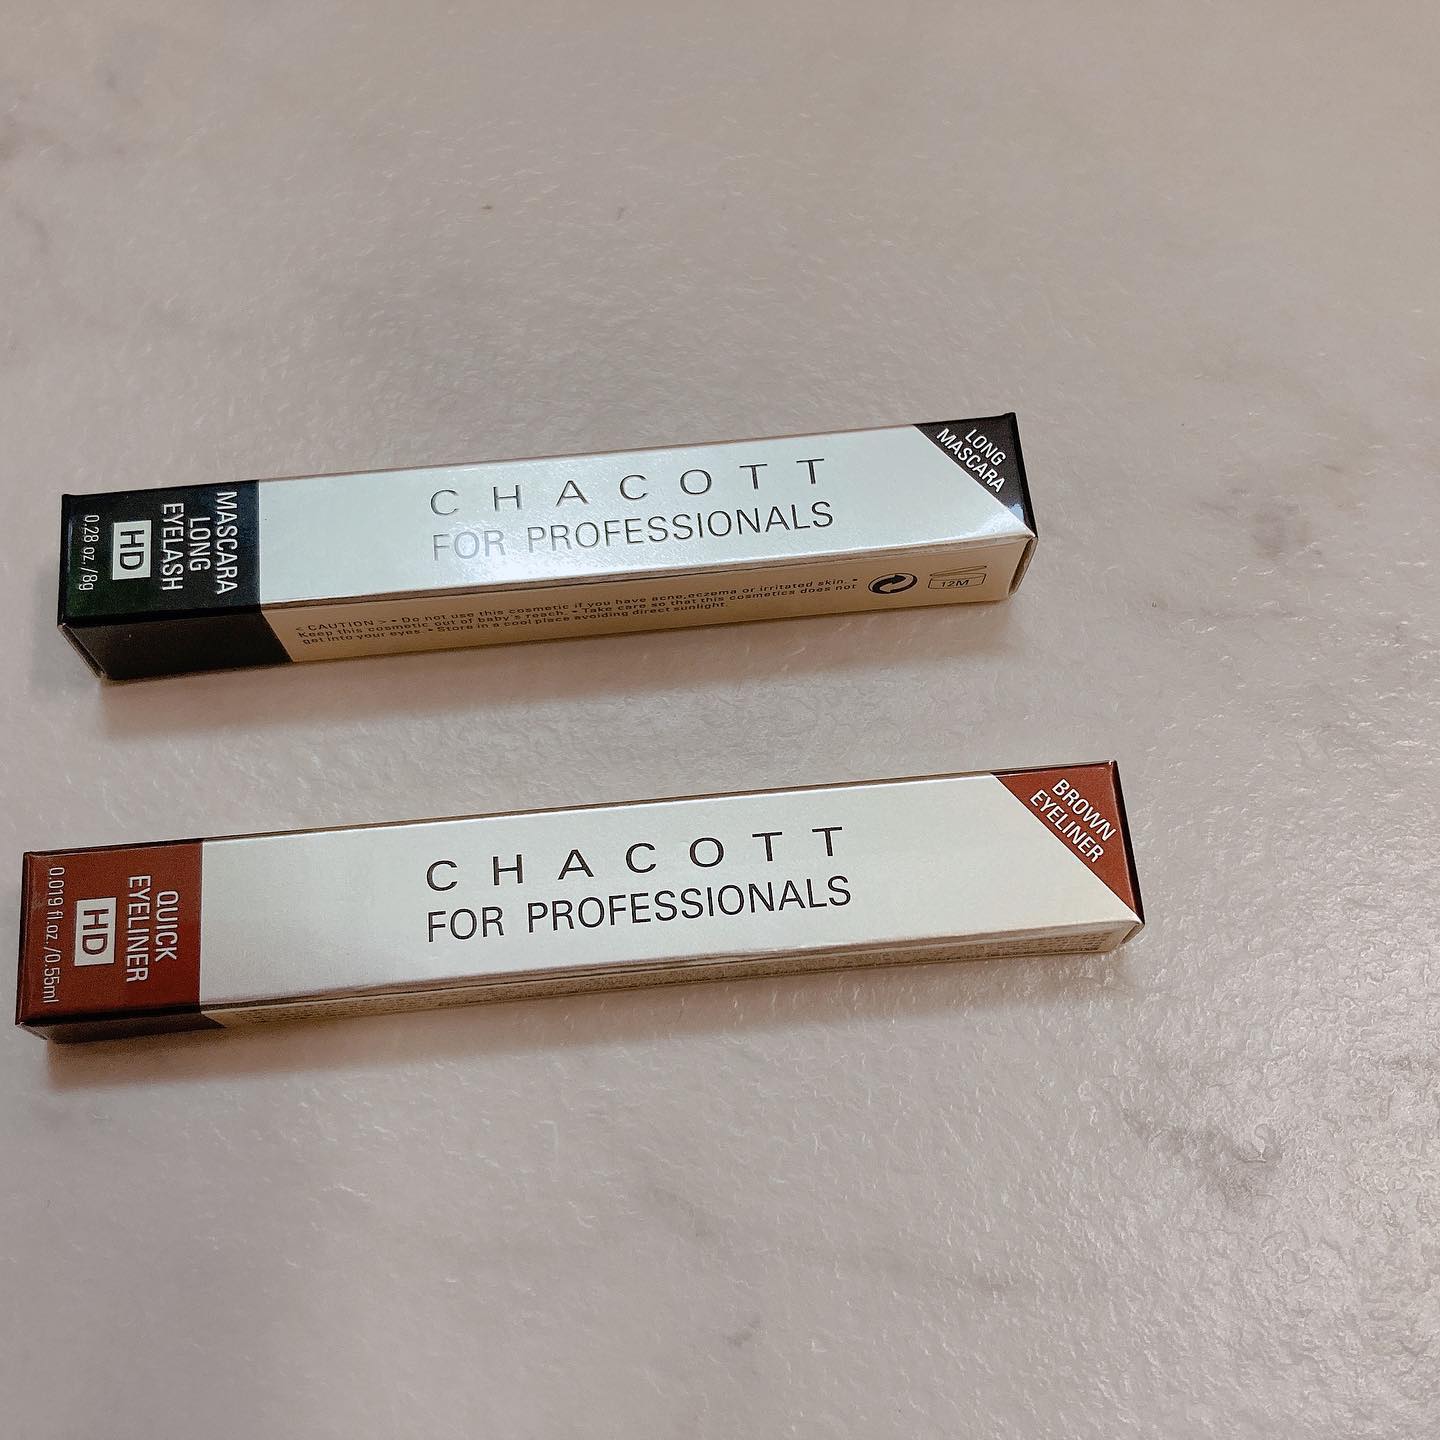 LONG
MASCARA
CHACOTT
FOR PROFESSIONALS
MASCARA
LONG
EYELASH
HD
0.28 oz./8g
< CAUTION > • Do not use this cosmetic if you have acne,eczema or irritated skin. •
Keep this cosmetic out of baby's reach. • Take care so that this cosmetics does not
get into your eyes. • Store in a cool place avoiding direct sunlight.
12M
BROWN
EYELINER
CHACOTT
FOR PROFESSIONALS
QUICK
EYELINER
HD
0.019 fl.oz./0.55ml